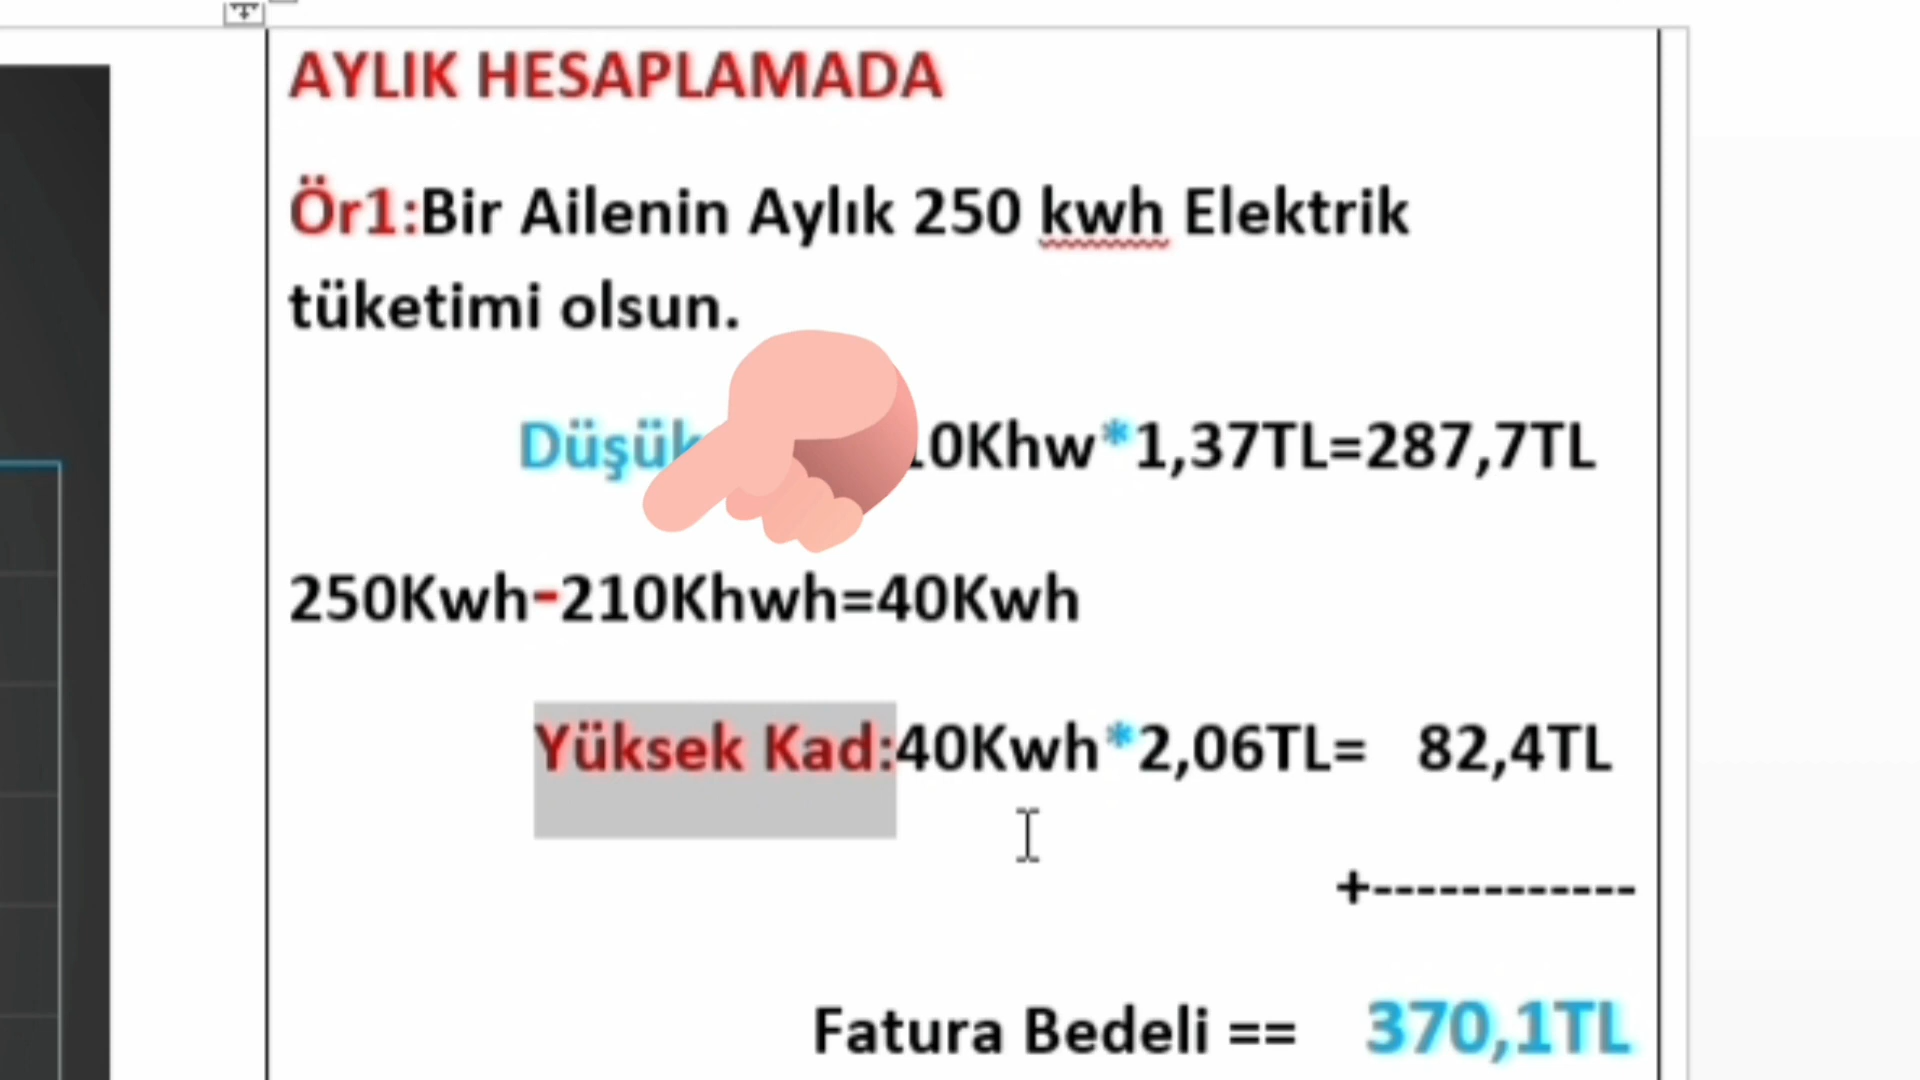 AYLIK HESAPLAMADA
Ör1:Bir Ailenin Aylık 250 kwh Elektrik
tüketimi olsun.
Düşük 10Khw*1,37TL=287,7TL
250Kwh-210Khwh=40Kwh
Yüksek Kad:40Kwh*2,06TL= 82,4TL
+------------
Fatura Bedeli == 370,1TL